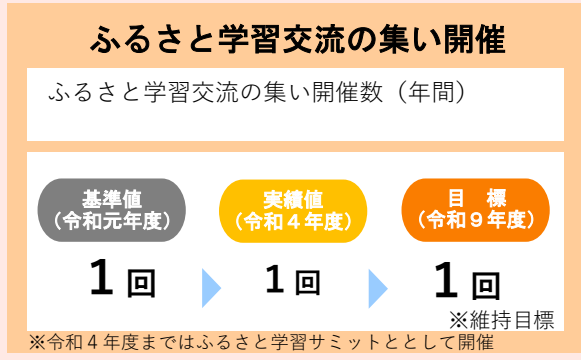 ふるさと学習交流の集い開催
ふるさと学習交流の集い開催数（年間）
基準値
（令和元年度）
実績値
（令和４年度）
目　標
（令和９年度）
1 回
1 回
1 回
※維持目標
※令和４年度まではふるさと学習サミットととして開催